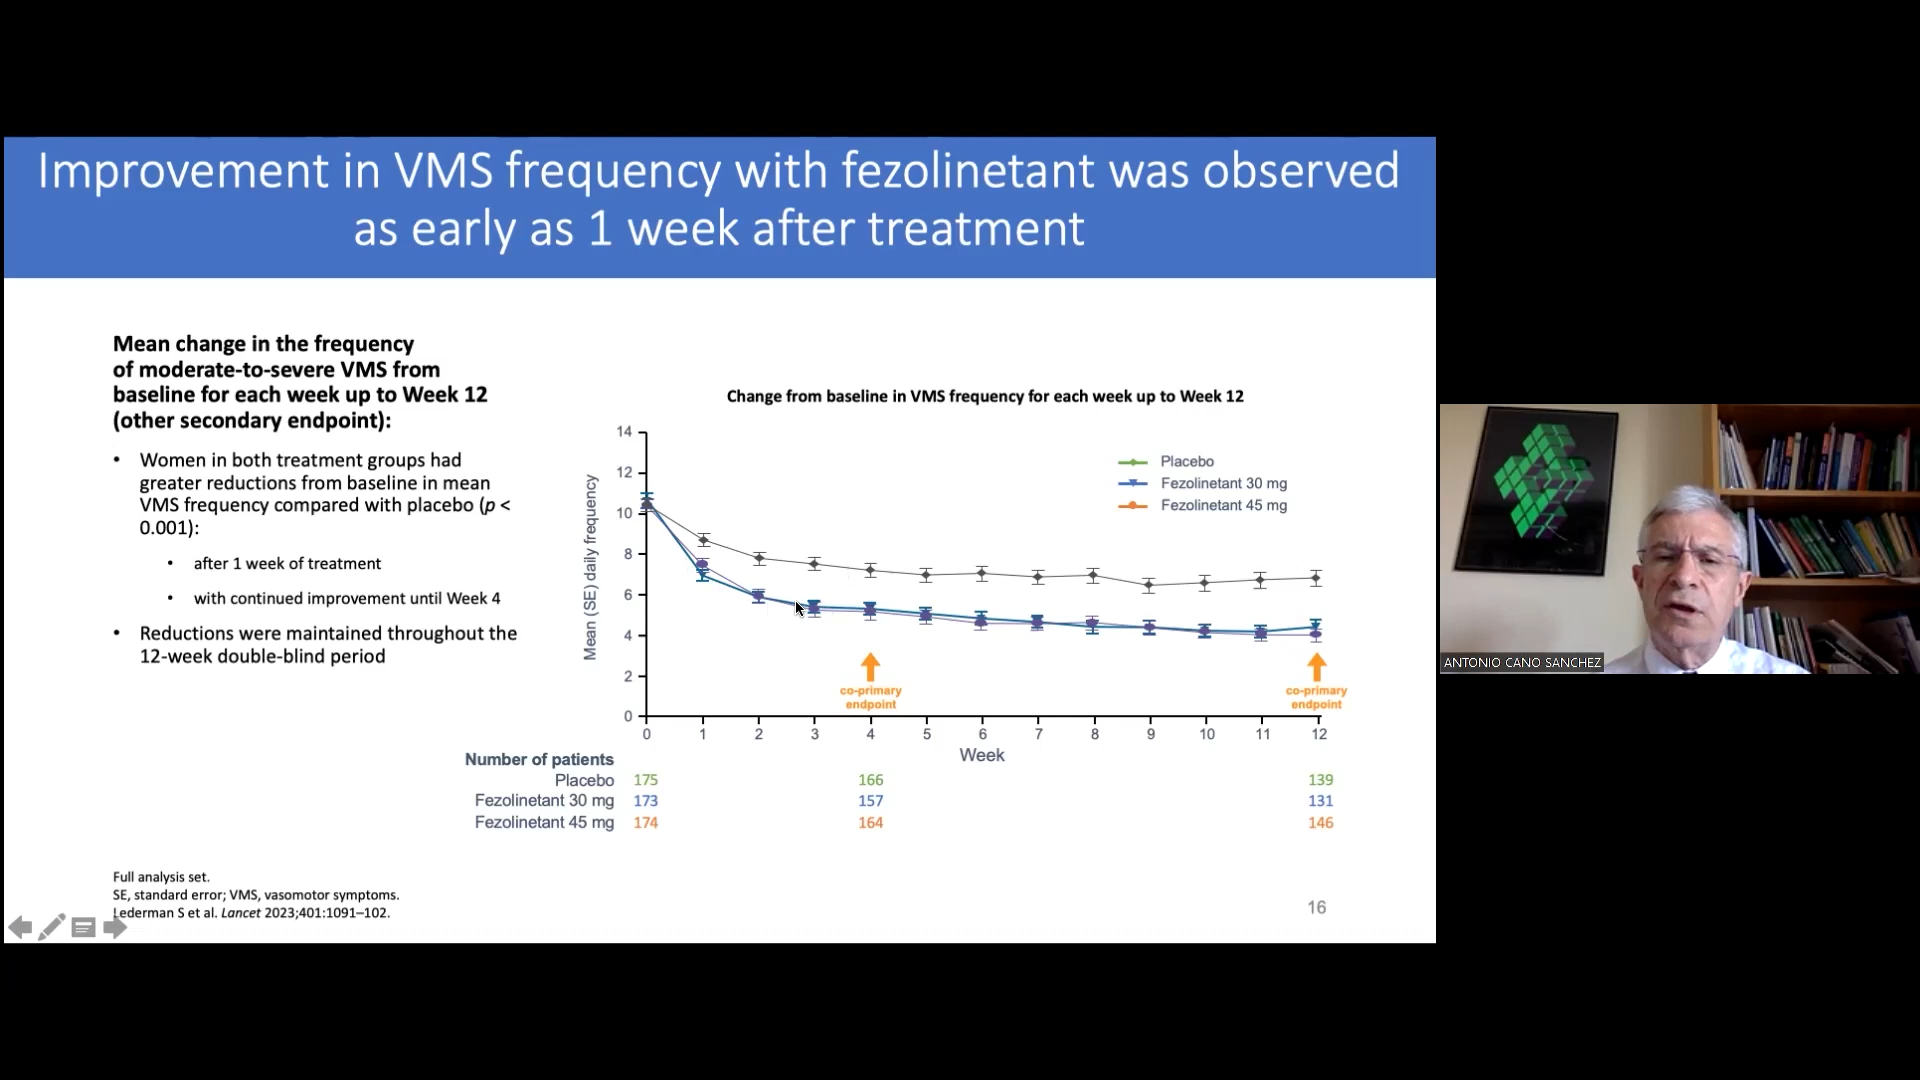 Improvement in VMS frequency with fezolinetant was observed
as early as 1 week after treatment
Mean change in the frequency
of moderate-to-severe VMS from
baseline for each week up to Week 12
(other secondary endpoint):
• Women in both treatment groups had
greater reductions from baseline in mean
VMS frequency compared with placebo (p <
0.001):
• after 1 week of treatment
• with continued improvement until Week 4
• Reductions were maintained throughout the
12-week double-blind period
Change from baseline in VMS frequency for each week up to Week 12
Mean (SE) daily frequency
14
12
10
8
6
4
2
0
Placebo
Fezolinetant 30 mg
Fezolinetant 45 mg
co-primary
endpoint
co-primary
endpoint
0 1 2 3 4 5 6 7 8 9 10 11 12
Week
Number of patients
Placebo 175 166 139
Fezolinetant 30 mg 173 157 131
Fezolinetant 45 mg 174 164 146
Full analysis set.
SE, standard error; VMS, vasomotor symptoms.
Lederman S et al. Lancet 2023;401:1091–102.
16
ANTONIO CANO SANCHEZ